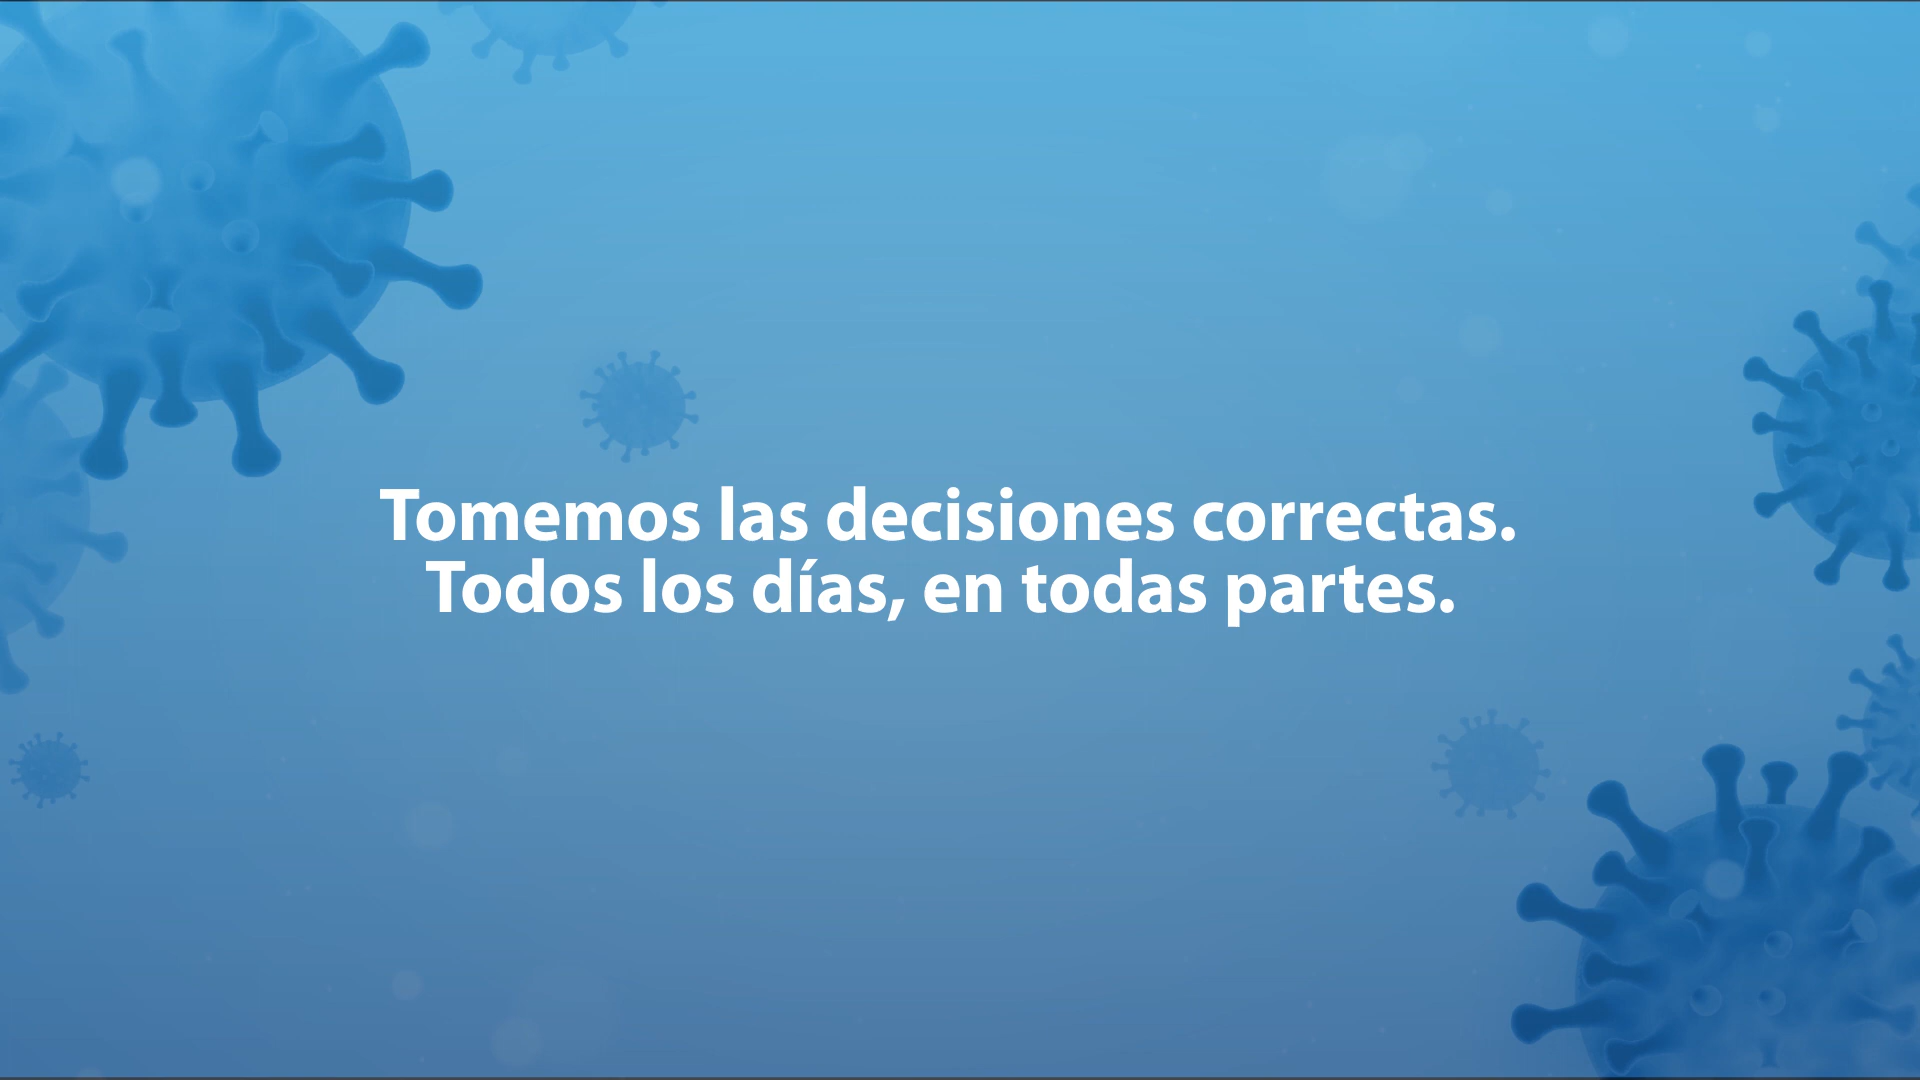 Tomemos las decisiones correctas.
Todos los días, en todas partes.